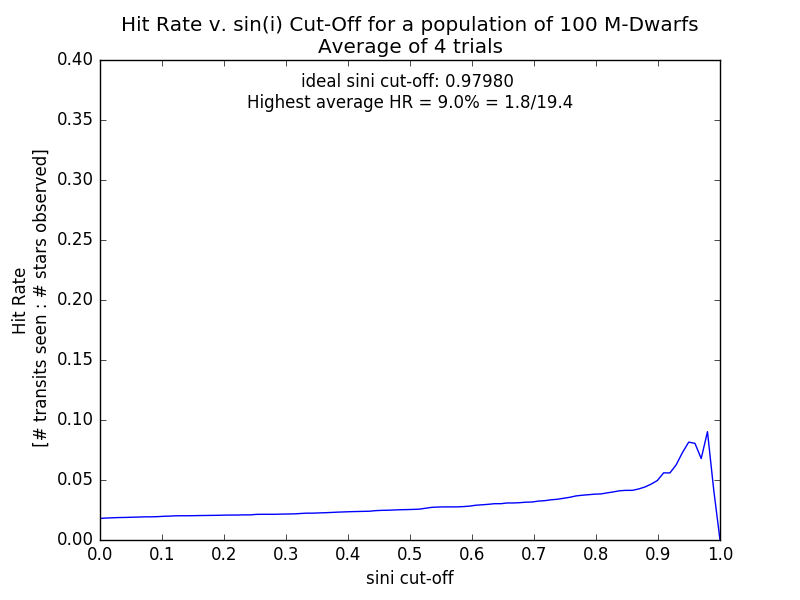 Hit Rate v. sin(i) Cut-Off for a population of 100 M-Dwarfs
Average of 4 trials
ideal sini cut-off: 0.97980
Highest average HR = 9.0% = 1.8/19.4
Hit Rate
[# transits seen : # stars observed]
0.40
0.35
0.30
0.25
0.20
0.15
0.10
0.05
0.00
0.0 0.1 0.2 0.3 0.4 0.5 0.6 0.7 0.8 0.9 1.0
sini cut-off